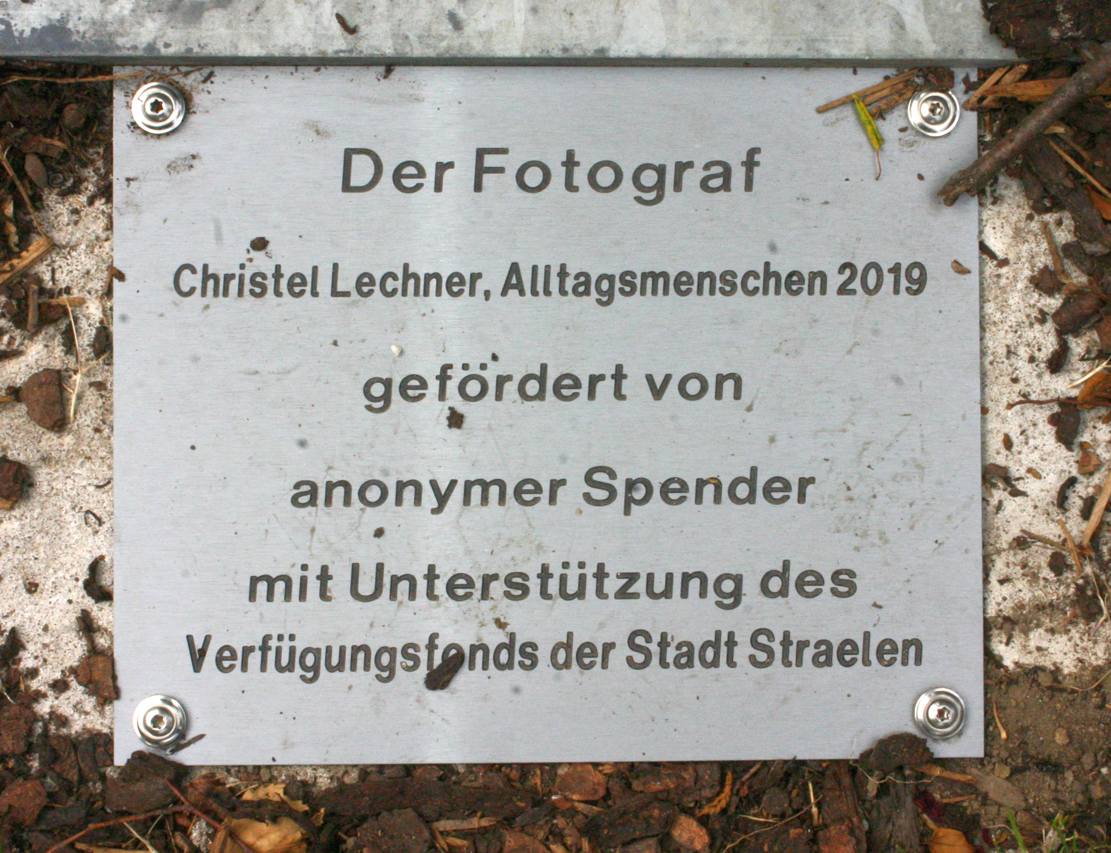 Der Fotograf
Christel Lechner, Alltagsmenschen 2019
gefördert von
anonymer Spender
mit Unterstützung des
Verfügungsfonds der Stadt Straelen